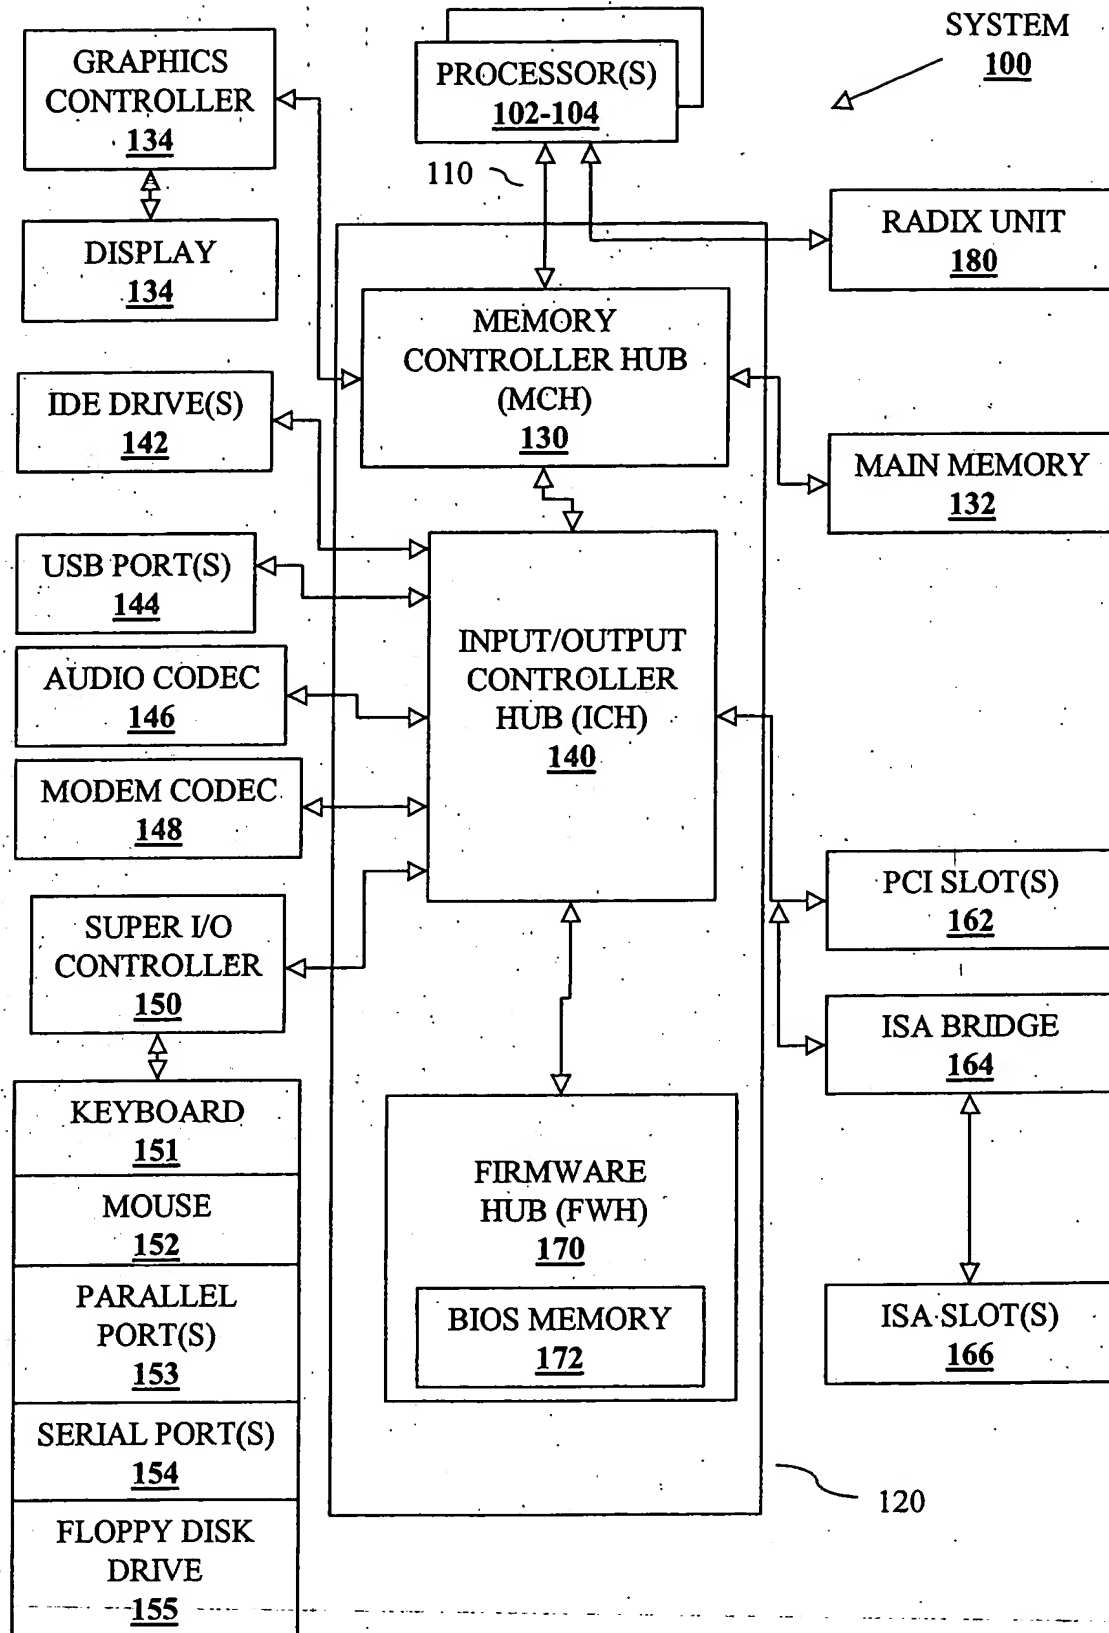 SYSTEM
100
GRAPHICS
CONTROLLER
134
PROCESSOR(S)
102-104
110
DISPLAY
134
RADIX UNIT
180
MEMORY
CONTROLLER HUB
(MCH)
130
IDE DRIVE(S)
142
MAIN MEMORY
132
USB PORT(S)
144
INPUT/OUTPUT
CONTROLLER
HUB (ICH)
140
AUDIO CODEC
146
MODEM CODEC
148
SUPER I/O
CONTROLLER
150
PCI SLOT(S)
162
ISA BRIDGE
164
KEYBOARD
151
MOUSE
152
PARALLEL
PORT(S)
153
SERIAL PORT(S)
154
FLOPPY DISK
DRIVE
155
FIRMWARE
HUB (FWH)
170
BIOS MEMORY
172
ISA SLOT(S)
166
120